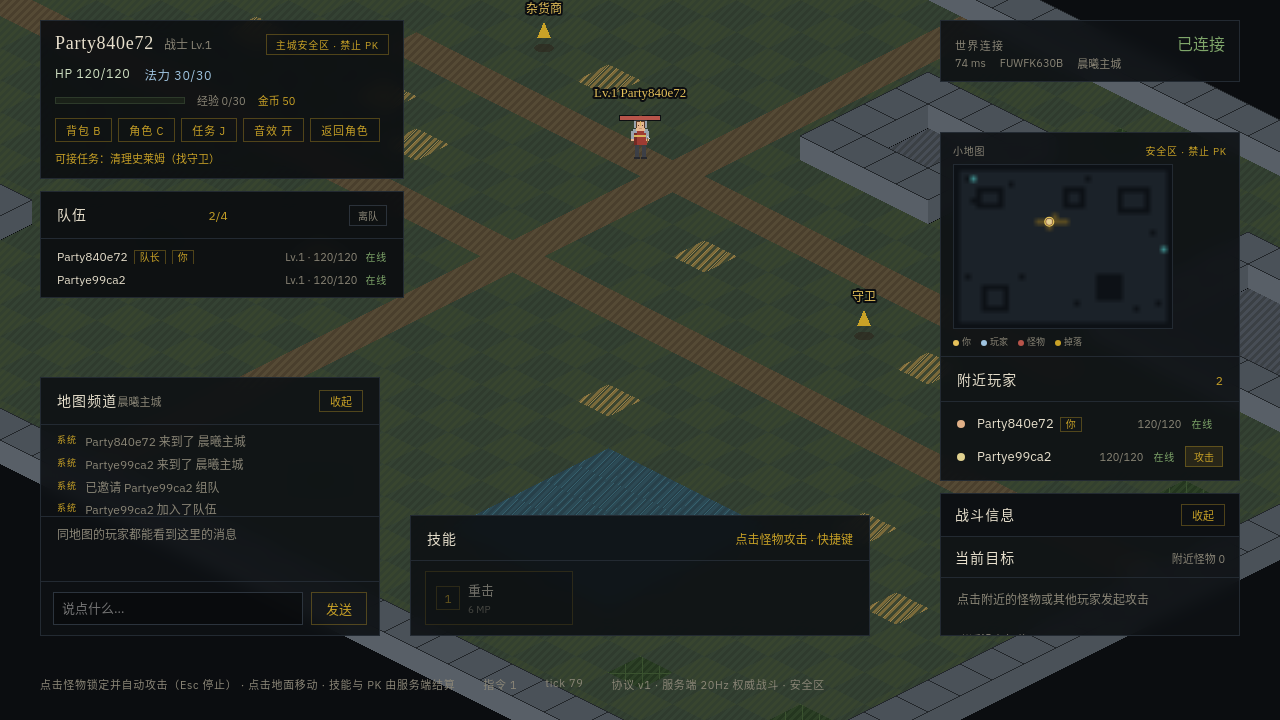 杂货商
Lv.1 Party840e72
守卫
Party840e72 战士 Lv.1 主城安全区 · 禁止 PK
HP 120/120 法力 30/30
经验 0/30 金币 50
背包 B 角色 C 任务 J 音效 开 返回角色
可接任务：清理史莱姆（找守卫）
队伍 2/4 离队
Party840e72 队长 你 Lv.1 · 120/120 在线
Partye99ca2 Lv.1 · 120/120 在线
地图频道 晨曦主城 收起
系统 Party840e72 来到了 晨曦主城
系统 Partye99ca2 来到了 晨曦主城
系统 已邀请 Partye99ca2 组队
系统 Partye99ca2 加入了队伍
同地图的玩家都能看到这里的消息
说点什么... 发送
技能 点击怪物攻击 · 快捷键
1 重击
6 MP
世界连接 已连接
74 ms FUWFK630B 晨曦主城
小地图 安全区 · 禁止 PK
你 玩家 怪物 掉落
附近玩家 2
Party840e72 你 120/120 在线
Partye99ca2 120/120 在线 攻击
战斗信息 收起
当前目标 附近怪物 0
点击附近的怪物或其他玩家发起攻击
点击怪物锁定并自动攻击（Esc 停止） · 点击地面移动 · 技能与 PK 由服务端结算 指令 1 tick 79 协议 v1 · 服务端 20Hz 权威战斗 · 安全区